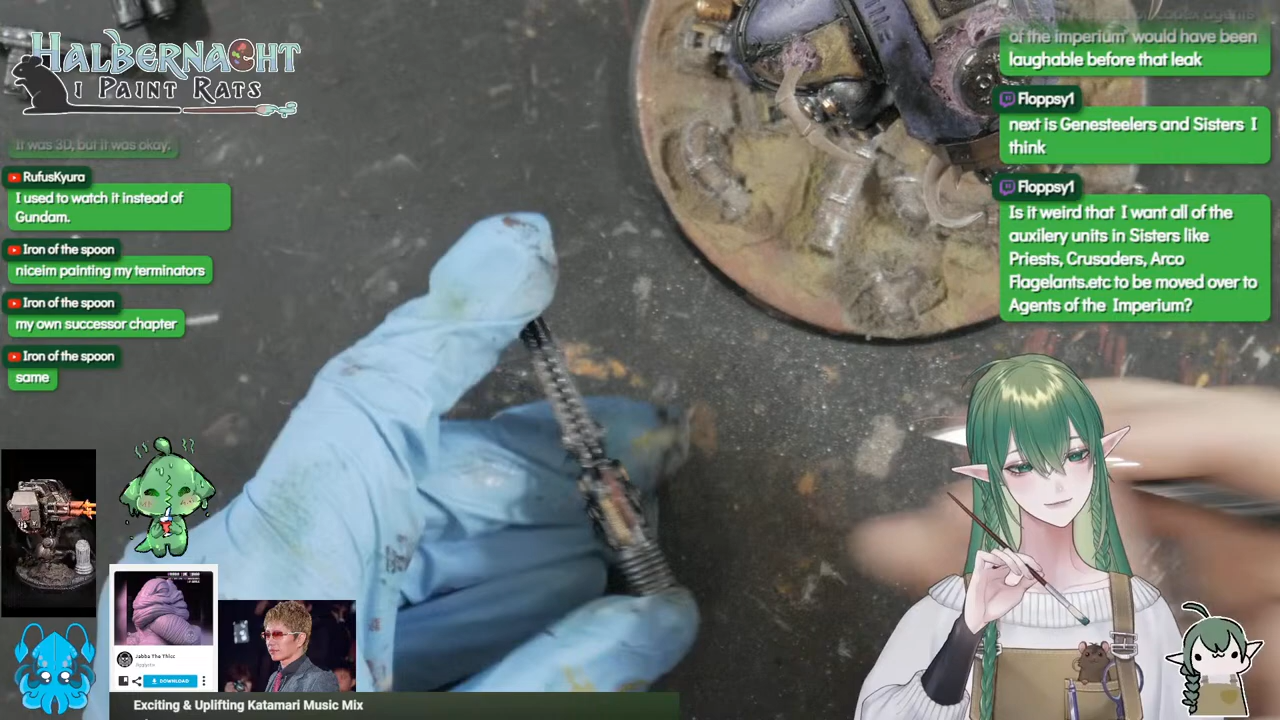 HALBERNACHT
I PAINT RATS
It was 3D, but it was okay.
RufusKyura
I used to watch it instead of
Gundam.
Iron of the spoon
niceim painting my terminators
Iron of the spoon
my own successor chapter
Iron of the spoon
same
codex agents
of the imperium' would have been
laughable before that leak
Floppsy1
next is Genesteelers and Sisters I
think
Floppsy1
Is it weird that I want all of the
auxilery units in Sisters like
Priests, Crusaders, Arco
Flagelants.etc to be moved over to
Agents of the Imperium?
Jabba The Thicc
DOWNLOAD
Exciting & Uplifting Katamari Music Mix